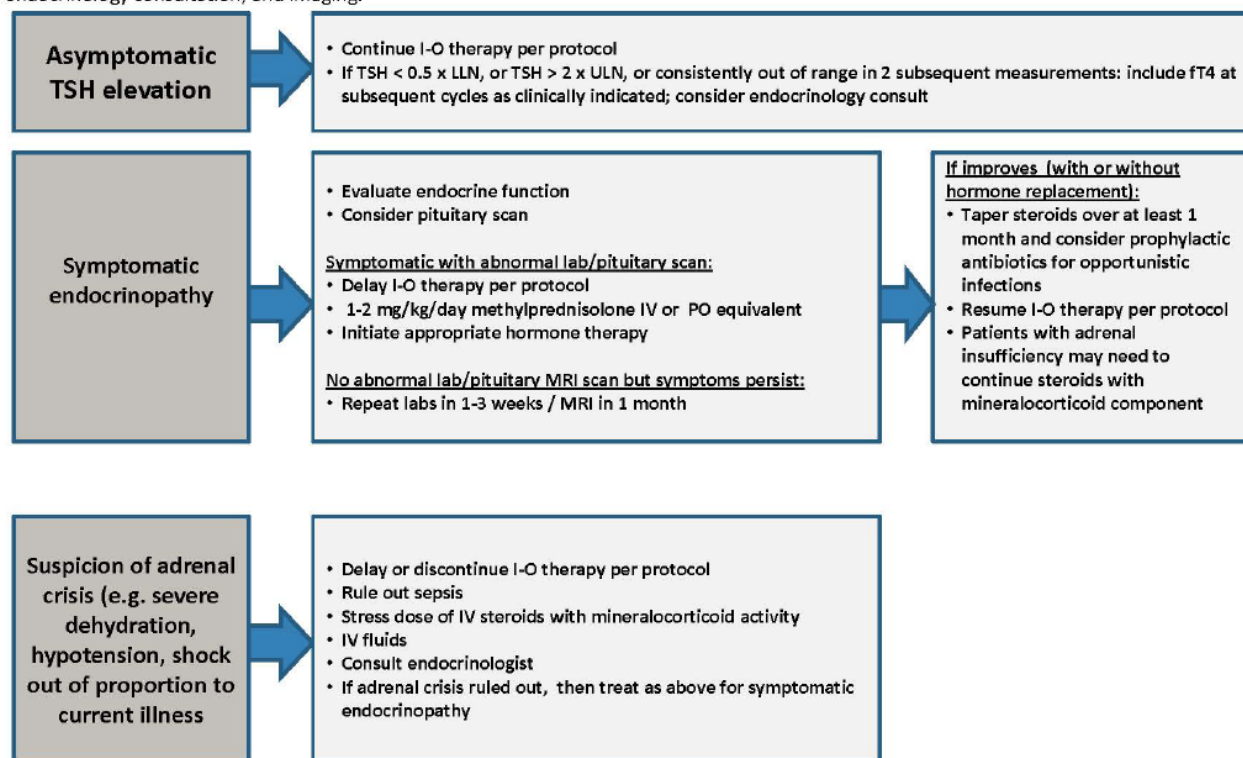 endocrinology consultation, and imaging.
Asymptomatic
TSH elevation
• Continue I-O therapy per protocol
• If TSH < 0.5 x LLN, or TSH > 2 x ULN, or consistently out of range in 2 subsequent measurements: include fT4 at
subsequent cycles as clinically indicated; consider endocrinology consult
Symptomatic
endocrinopathy
• Evaluate endocrine function
• Consider pituitary scan
Symptomatic with abnormal lab/pituitary scan:
• Delay I-O therapy per protocol
• 1-2 mg/kg/day methylprednisolone IV or PO equivalent
• Initiate appropriate hormone therapy
No abnormal lab/pituitary MRI scan but symptoms persist:
• Repeat labs in 1-3 weeks / MRI in 1 month
If improves (with or without
hormone replacement):
• Taper steroids over at least 1
month and consider prophylactic
antibiotics for opportunistic
infections
• Resume I-O therapy per protocol
• Patients with adrenal
insufficiency may need to
continue steroids with
mineralocorticoid component
Suspicion of adrenal
crisis (e.g. severe
dehydration,
hypotension, shock
out of proportion to
current illness
• Delay or discontinue I-O therapy per protocol
• Rule out sepsis
• Stress dose of IV steroids with mineralocorticoid activity
• IV fluids
• Consult endocrinologist
• If adrenal crisis ruled out, then treat as above for symptomatic
endocrinopathy